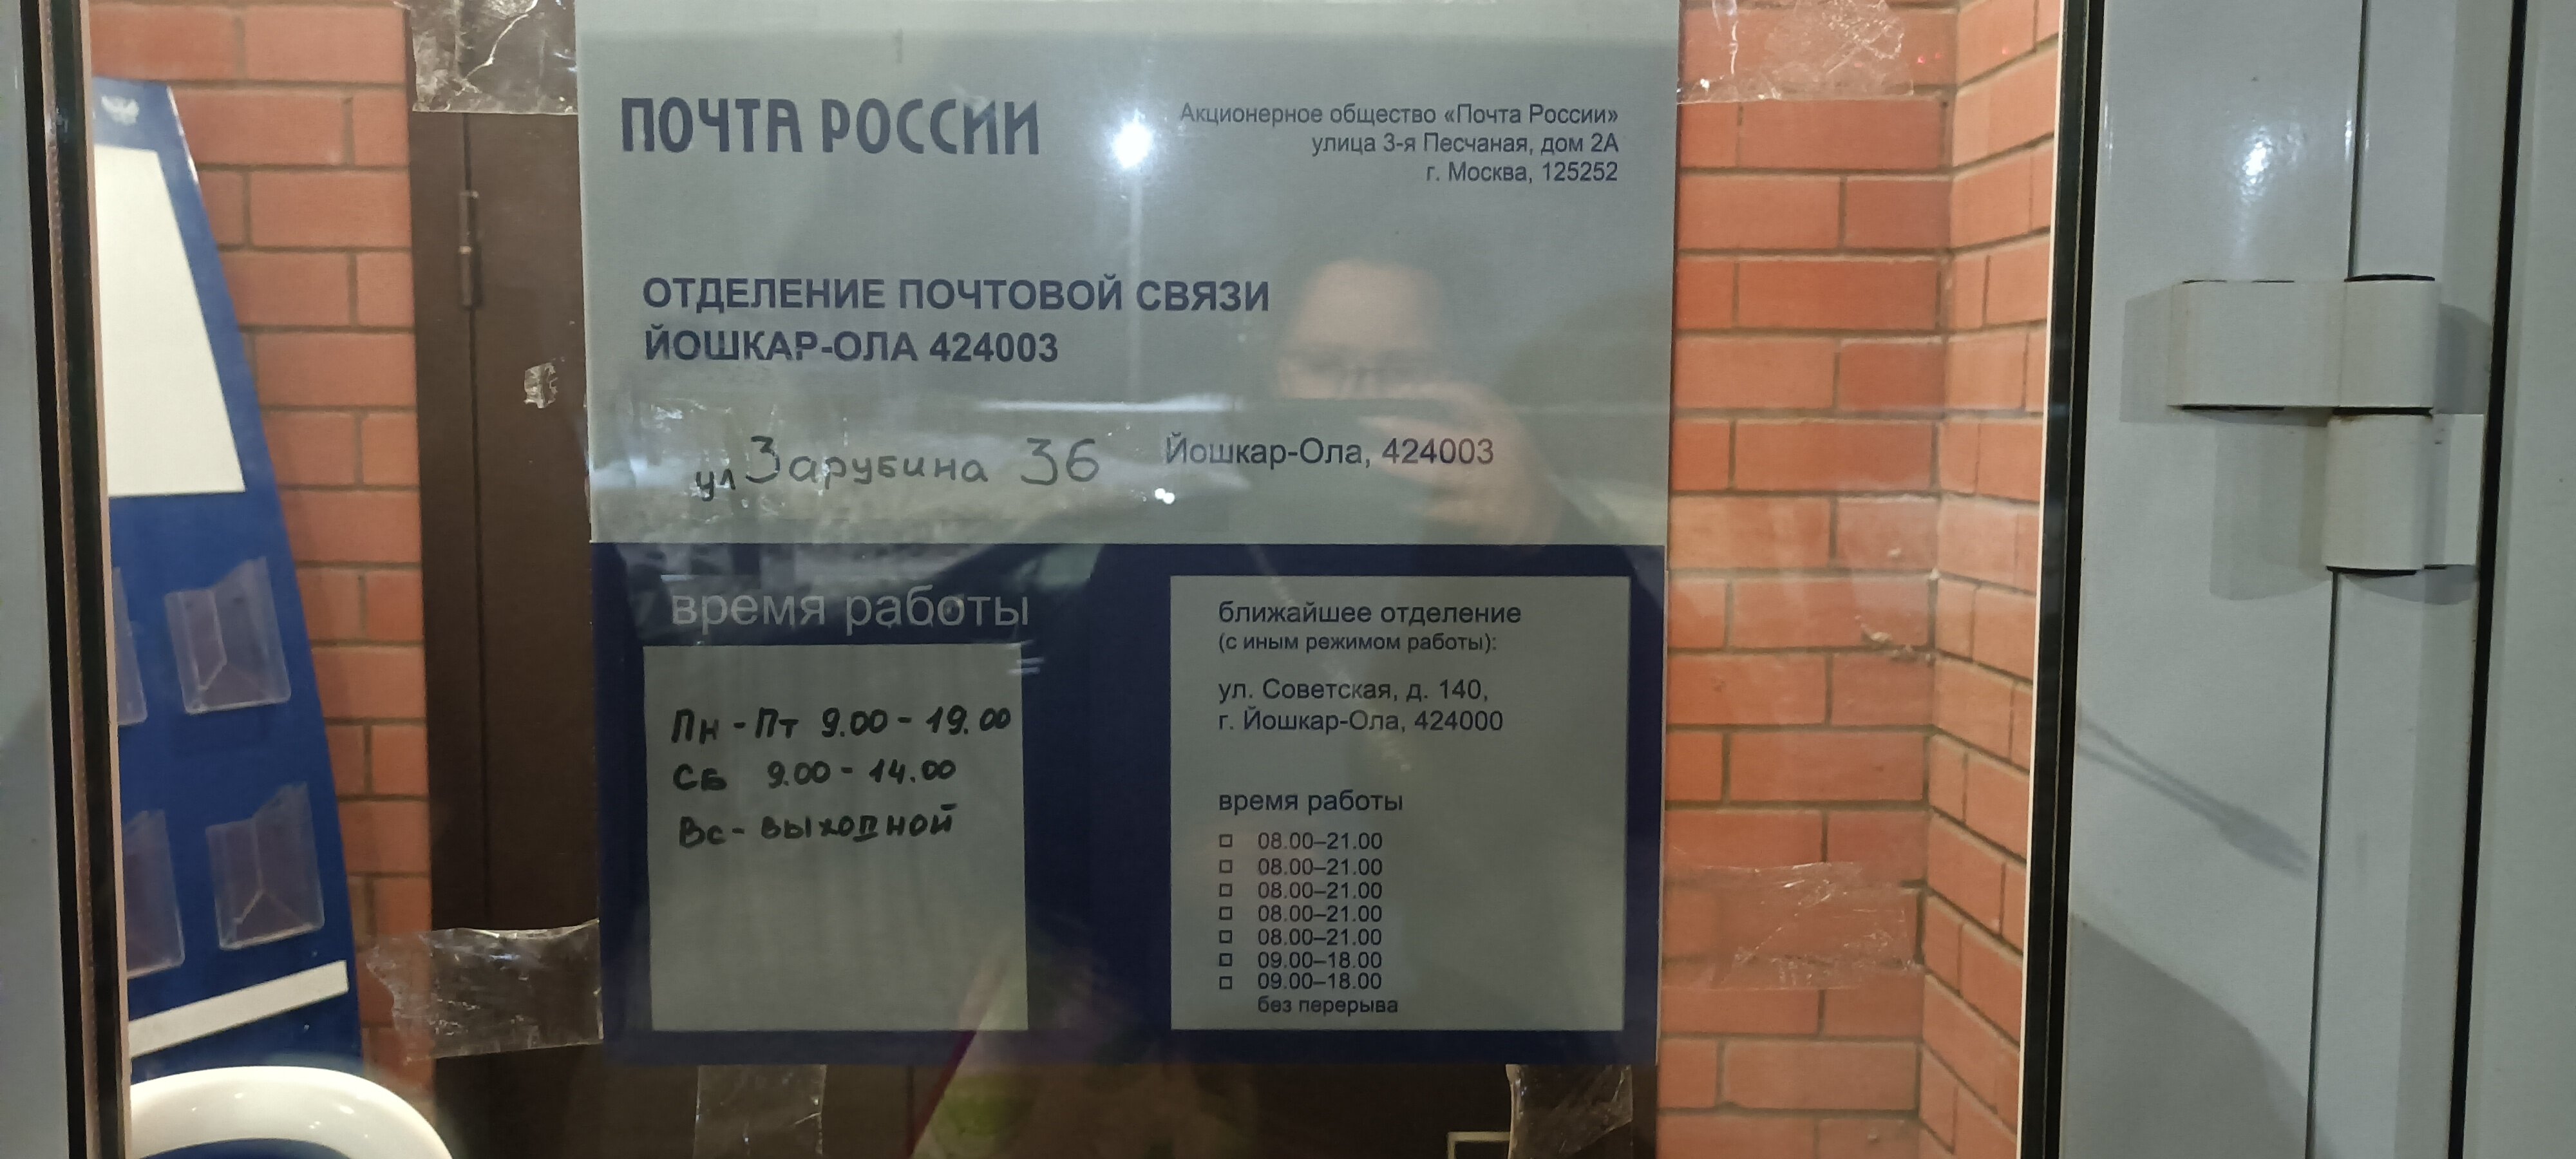 ПОЧТА РОССИИ
Акционерное общество «Почта России»
улица 3-я Песчаная, дом 2А
г. Москва, 125252
ОТДЕЛЕНИЕ ПОЧТОВОЙ СВЯЗИ
ЙОШКАР-ОЛА 424003
ул Зарубина 36 Йошкар-Ола, 424003
время работы
Пн - Пт 9.00 - 19.00
Сб 9.00 - 14.00
Вс - выходной
ближайшее отделение
(с иным режимом работы):
ул. Советская, д. 140,
г. Йошкар-Ола, 424000
время работы
08.00–21.00
08.00–21.00
08.00–21.00
08.00–21.00
08.00–21.00
09.00–18.00
09.00–18.00
без перерыва